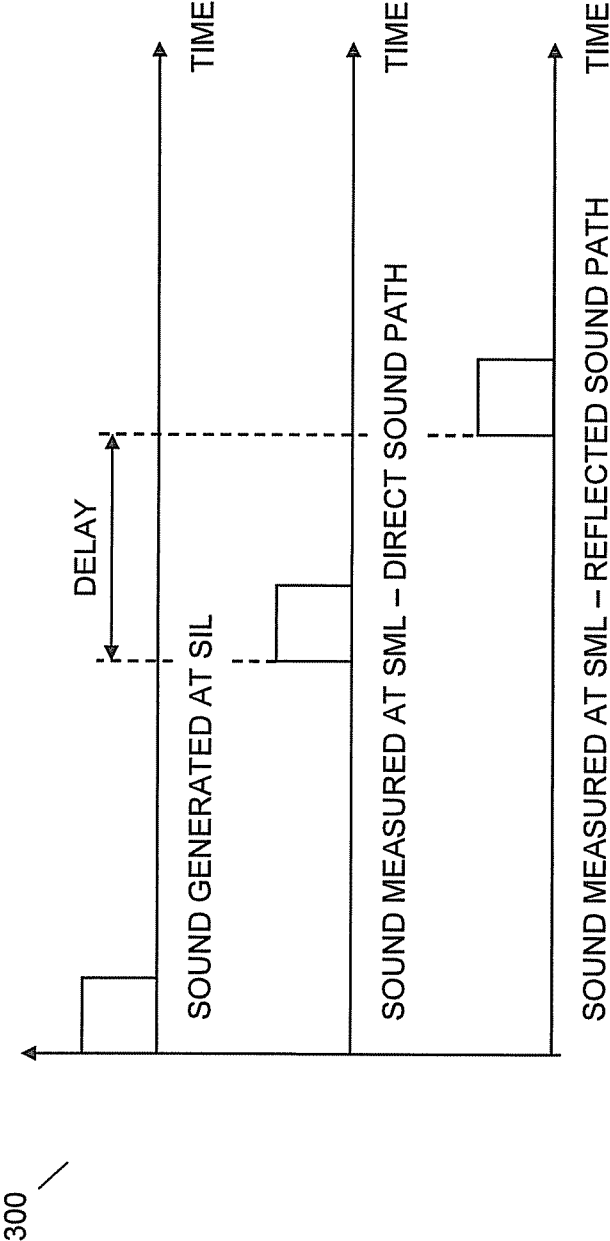 300
DELAY
TIME
SOUND GENERATED AT SIL
TIME
SOUND MEASURED AT SML – DIRECT SOUND PATH
TIME
SOUND MEASURED AT SML – REFLECTED SOUND PATH